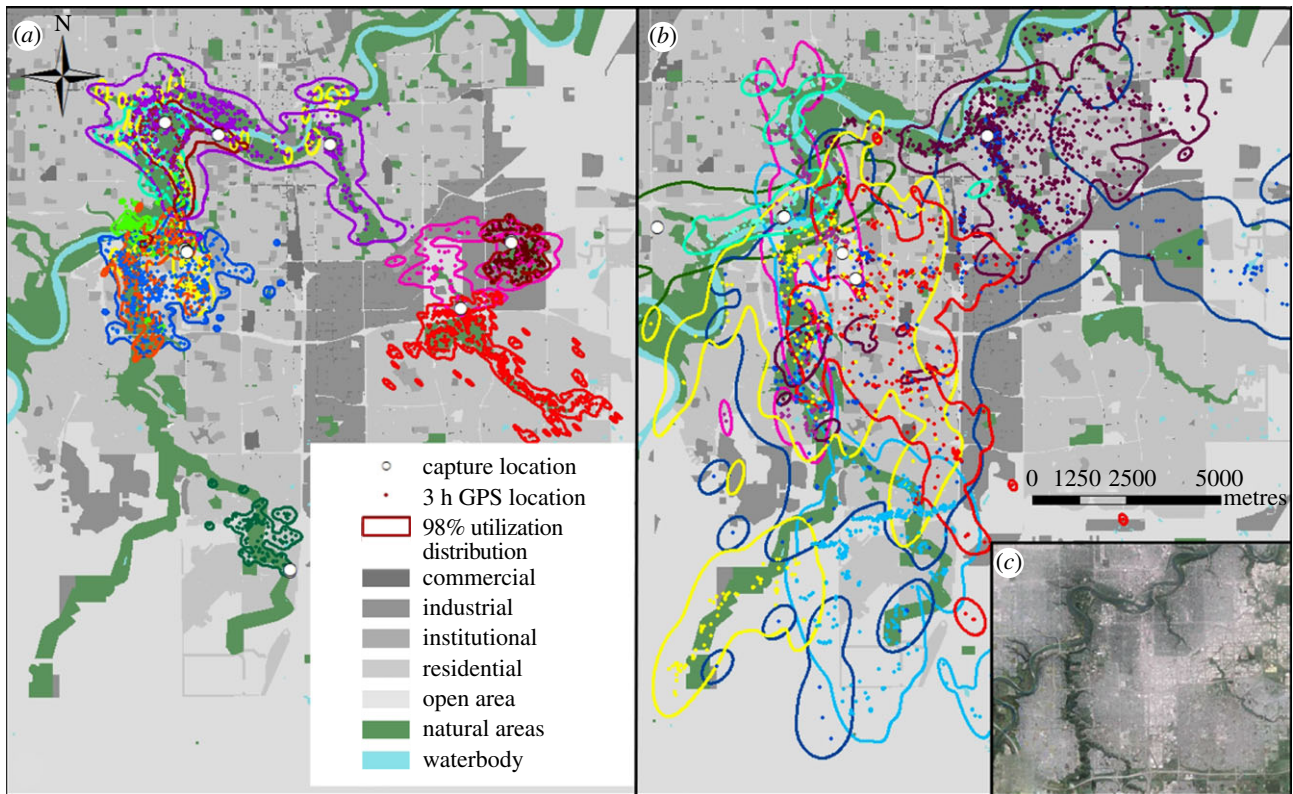 (a)
N
capture location
3 h GPS location
98% utilization
distribution
commercial
industrial
institutional
residential
open area
natural areas
waterbody
(b)
0 1250 2500 5000
metres
(c)